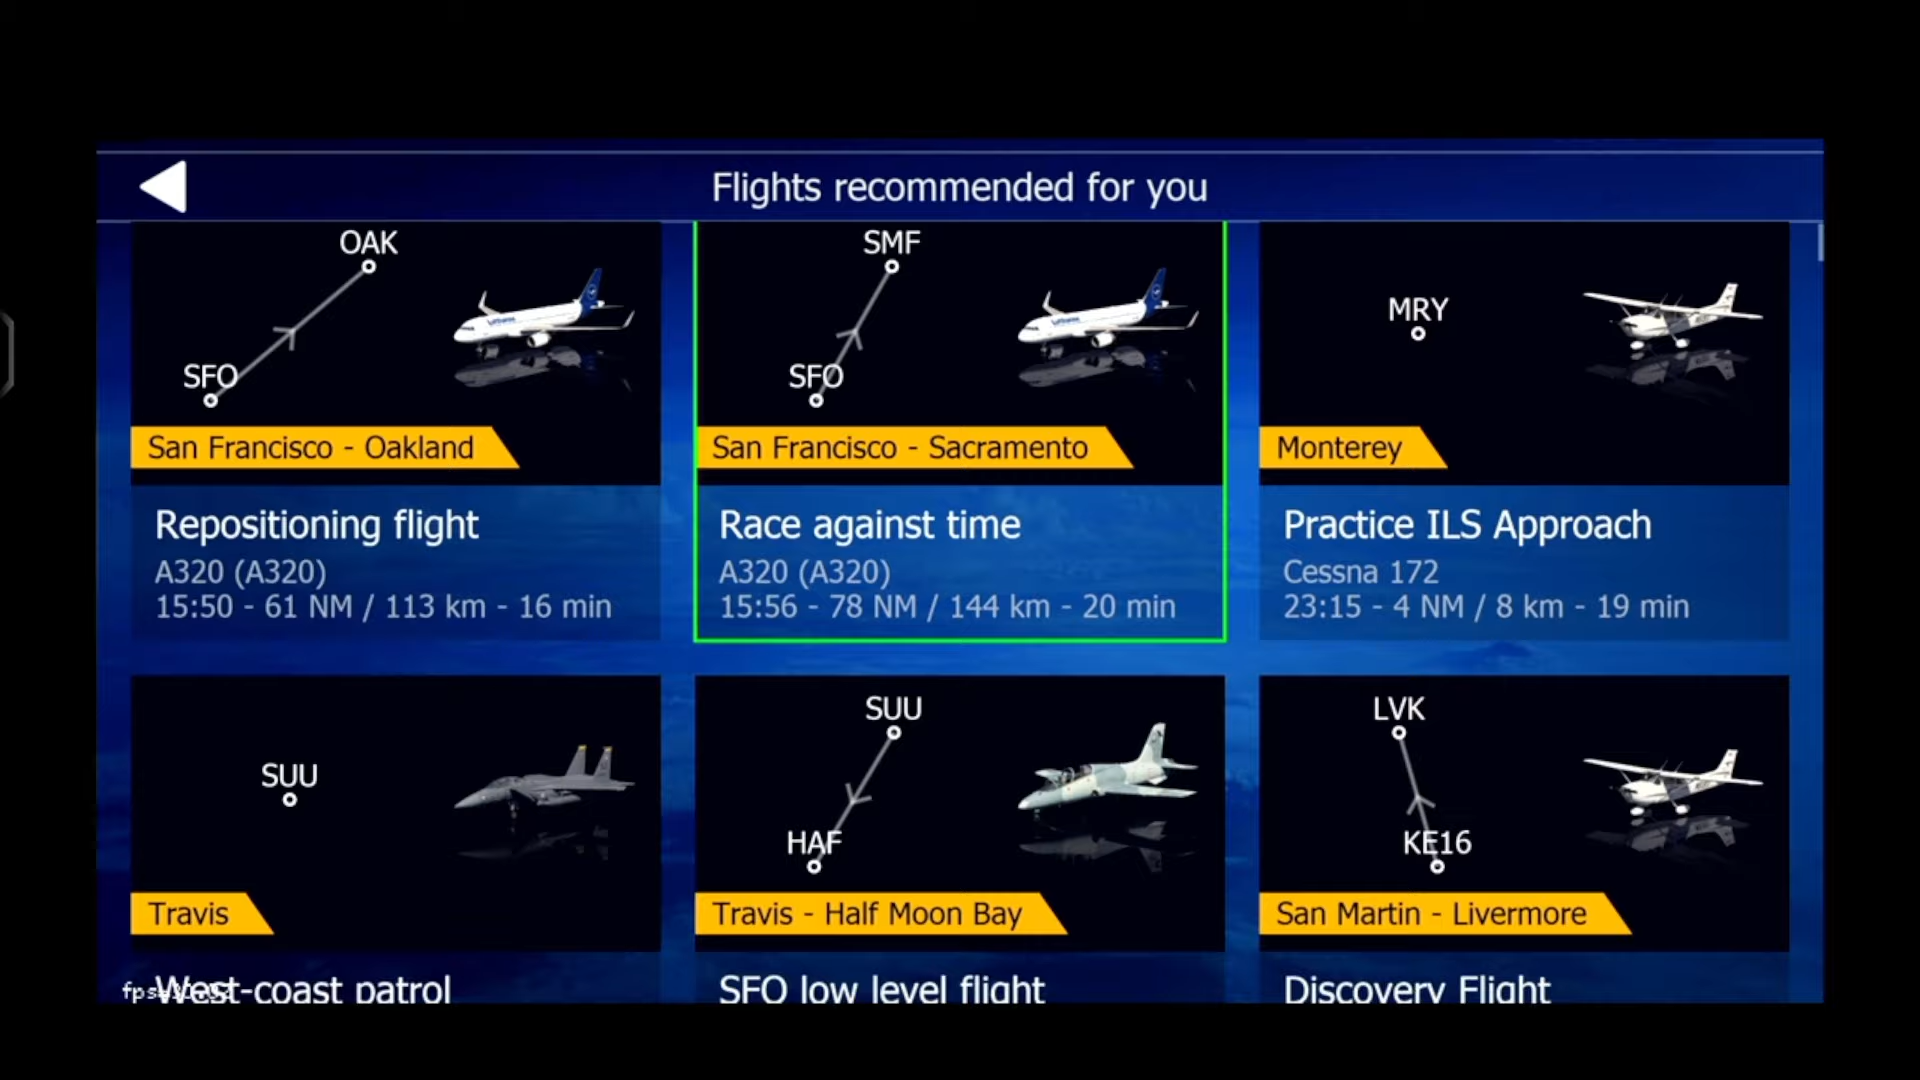 Flights recommended for you
OAK
SFO
San Francisco - Oakland
Repositioning flight
A320 (A320)
15:50 - 61 NM / 113 km - 16 min
SMF
SFO
San Francisco - Sacramento
Race against time
A320 (A320)
15:56 - 78 NM / 144 km - 20 min
MRY
Monterey
Practice ILS Approach
Cessna 172
23:15 - 4 NM / 8 km - 19 min
SUU
Travis
West-coast patrol
SUU
HAF
Travis - Half Moon Bay
SFO low level flight
LVK
KE16
San Martin - Livermore
Discovery Flight